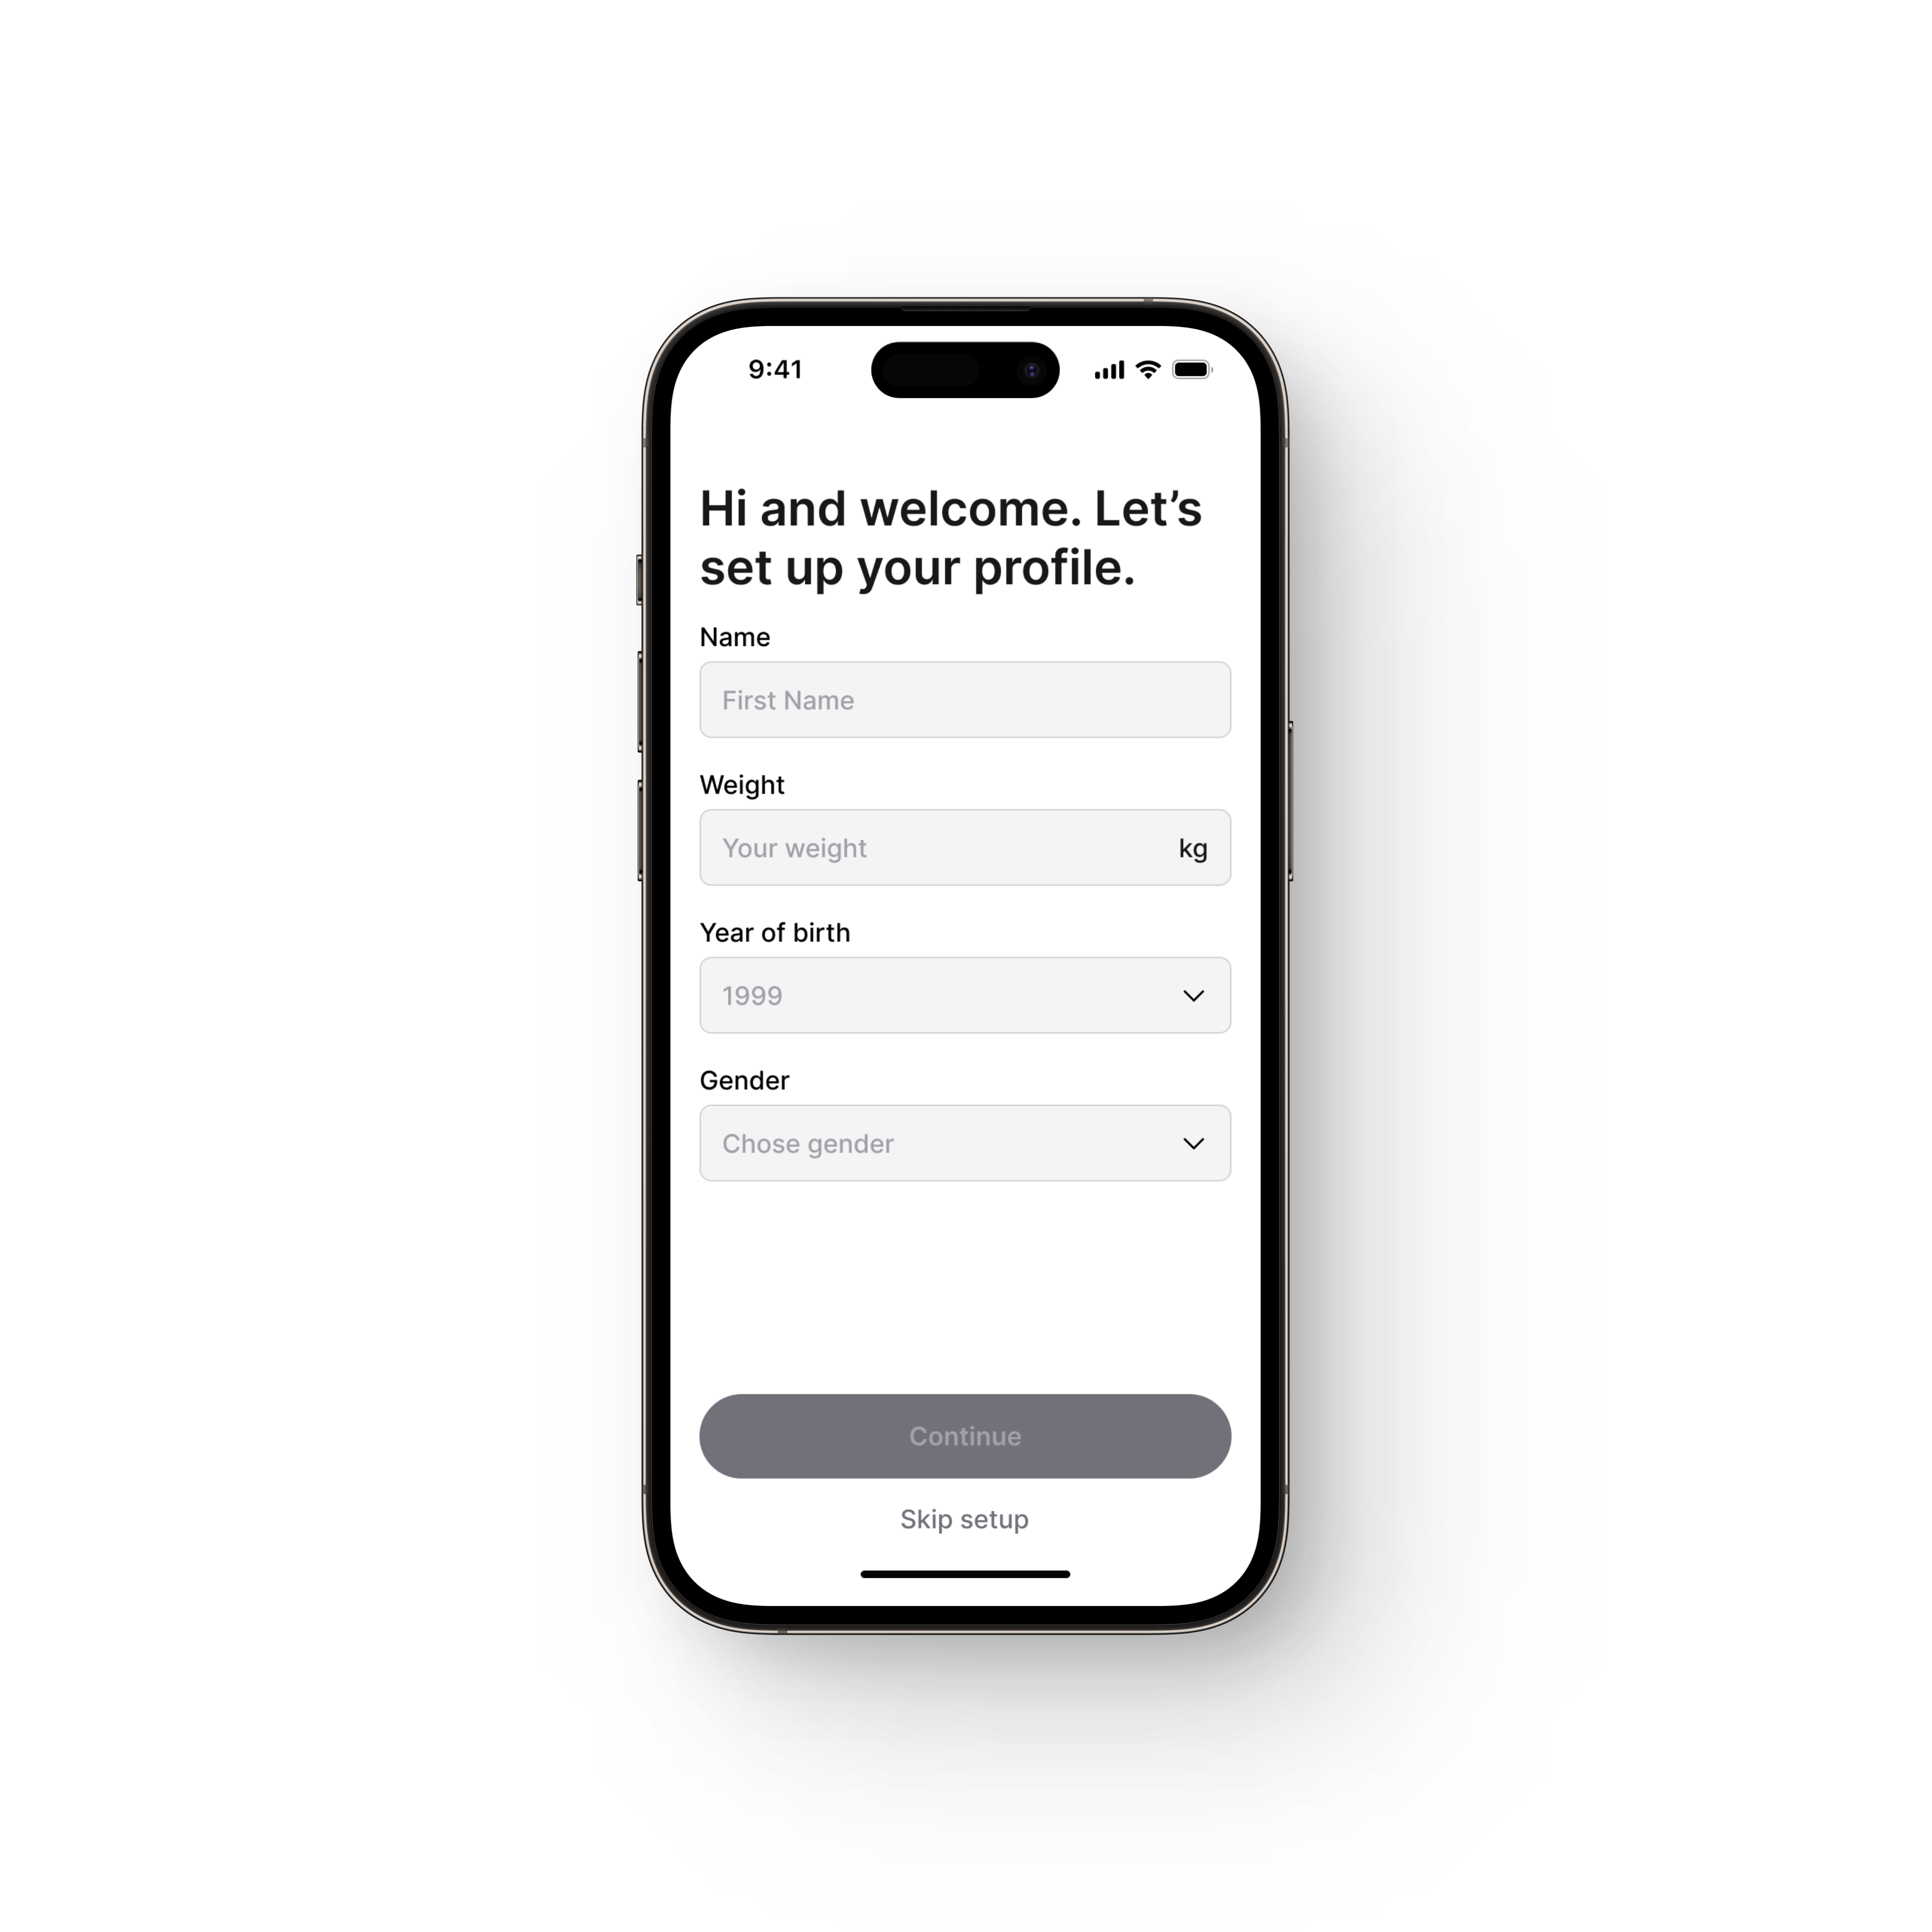 9:41
Hi and welcome. Let’s
set up your profile.
Name
First Name
Weight
Your weight kg
Year of birth
1999
Gender
Chose gender
Continue
Skip setup